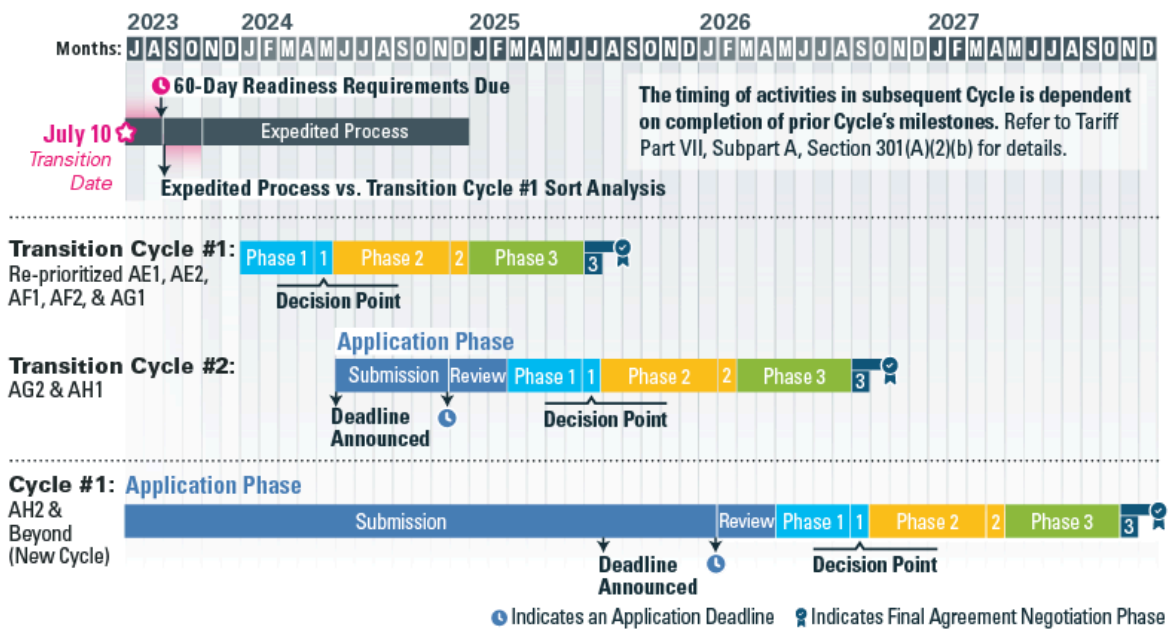 2023 2024 2025 2026 2027
Months: J A S O N D J F M A M J J A S O N D J F M A M J J A S O N D J F M A M J J A S O N D J F M A M J J A S O N D
60-Day Readiness Requirements Due
The timing of activities in subsequent Cycle is dependent
on completion of prior Cycle's milestones. Refer to Tariff
Part VII, Subpart A, Section 301(A)(2)(b) for details.
July 10
Transition
Date
Expedited Process
Expedited Process vs. Transition Cycle #1 Sort Analysis
Transition Cycle #1:
Re-prioritized AE1, AE2,
AF1, AF2, & AG1
Phase 1 1 Phase 2 2 Phase 3 3
Decision Point
Application Phase
Transition Cycle #2:
AG2 & AH1
Submission Review Phase 1 1 Phase 2 2 Phase 3 3
Deadline
Announced
Decision Point
Cycle #1: Application Phase
AH2 &
Beyond
(New Cycle)
Submission Review Phase 1 1 Phase 2 2 Phase 3 3
Deadline
Announced
Decision Point
Indicates an Application Deadline Indicates Final Agreement Negotiation Phase